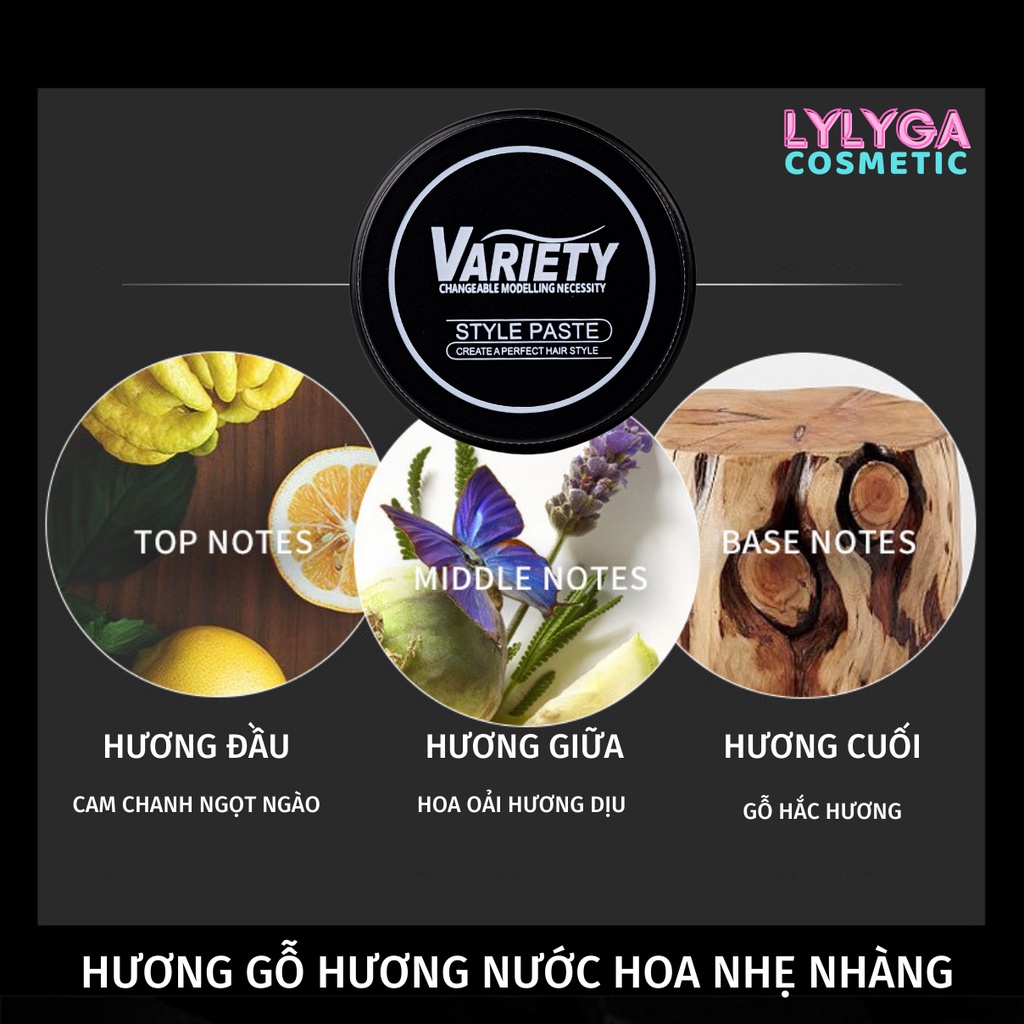 LYLYGA
COSMETIC
VARIETY
CHANGEABLE MODELLING NECESSITY
STYLE PASTE
CREATE A PERFECT HAIR STYLE
TOP NOTES
MIDDLE NOTES
BASE NOTES
HƯƠNG ĐẦU
HƯƠNG GIỮA
HƯƠNG CUỐI
CAM CHANH NGỌT NGÀO
HOA OẢI HƯƠNG DỊU
GỖ HẮC HƯƠNG
HƯƠNG GỖ HƯƠNG NƯỚC HOA NHẸ NHÀNG